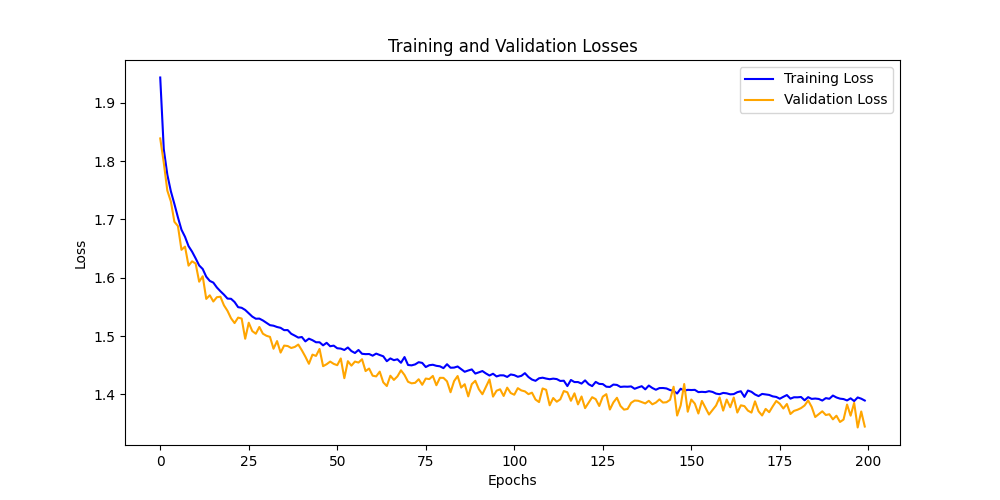 Training and Validation Losses
Training Loss
Validation Loss
Loss
1.9
1.8
1.7
1.6
1.5
1.4
0 25 50 75 100 125 150 175 200
Epochs